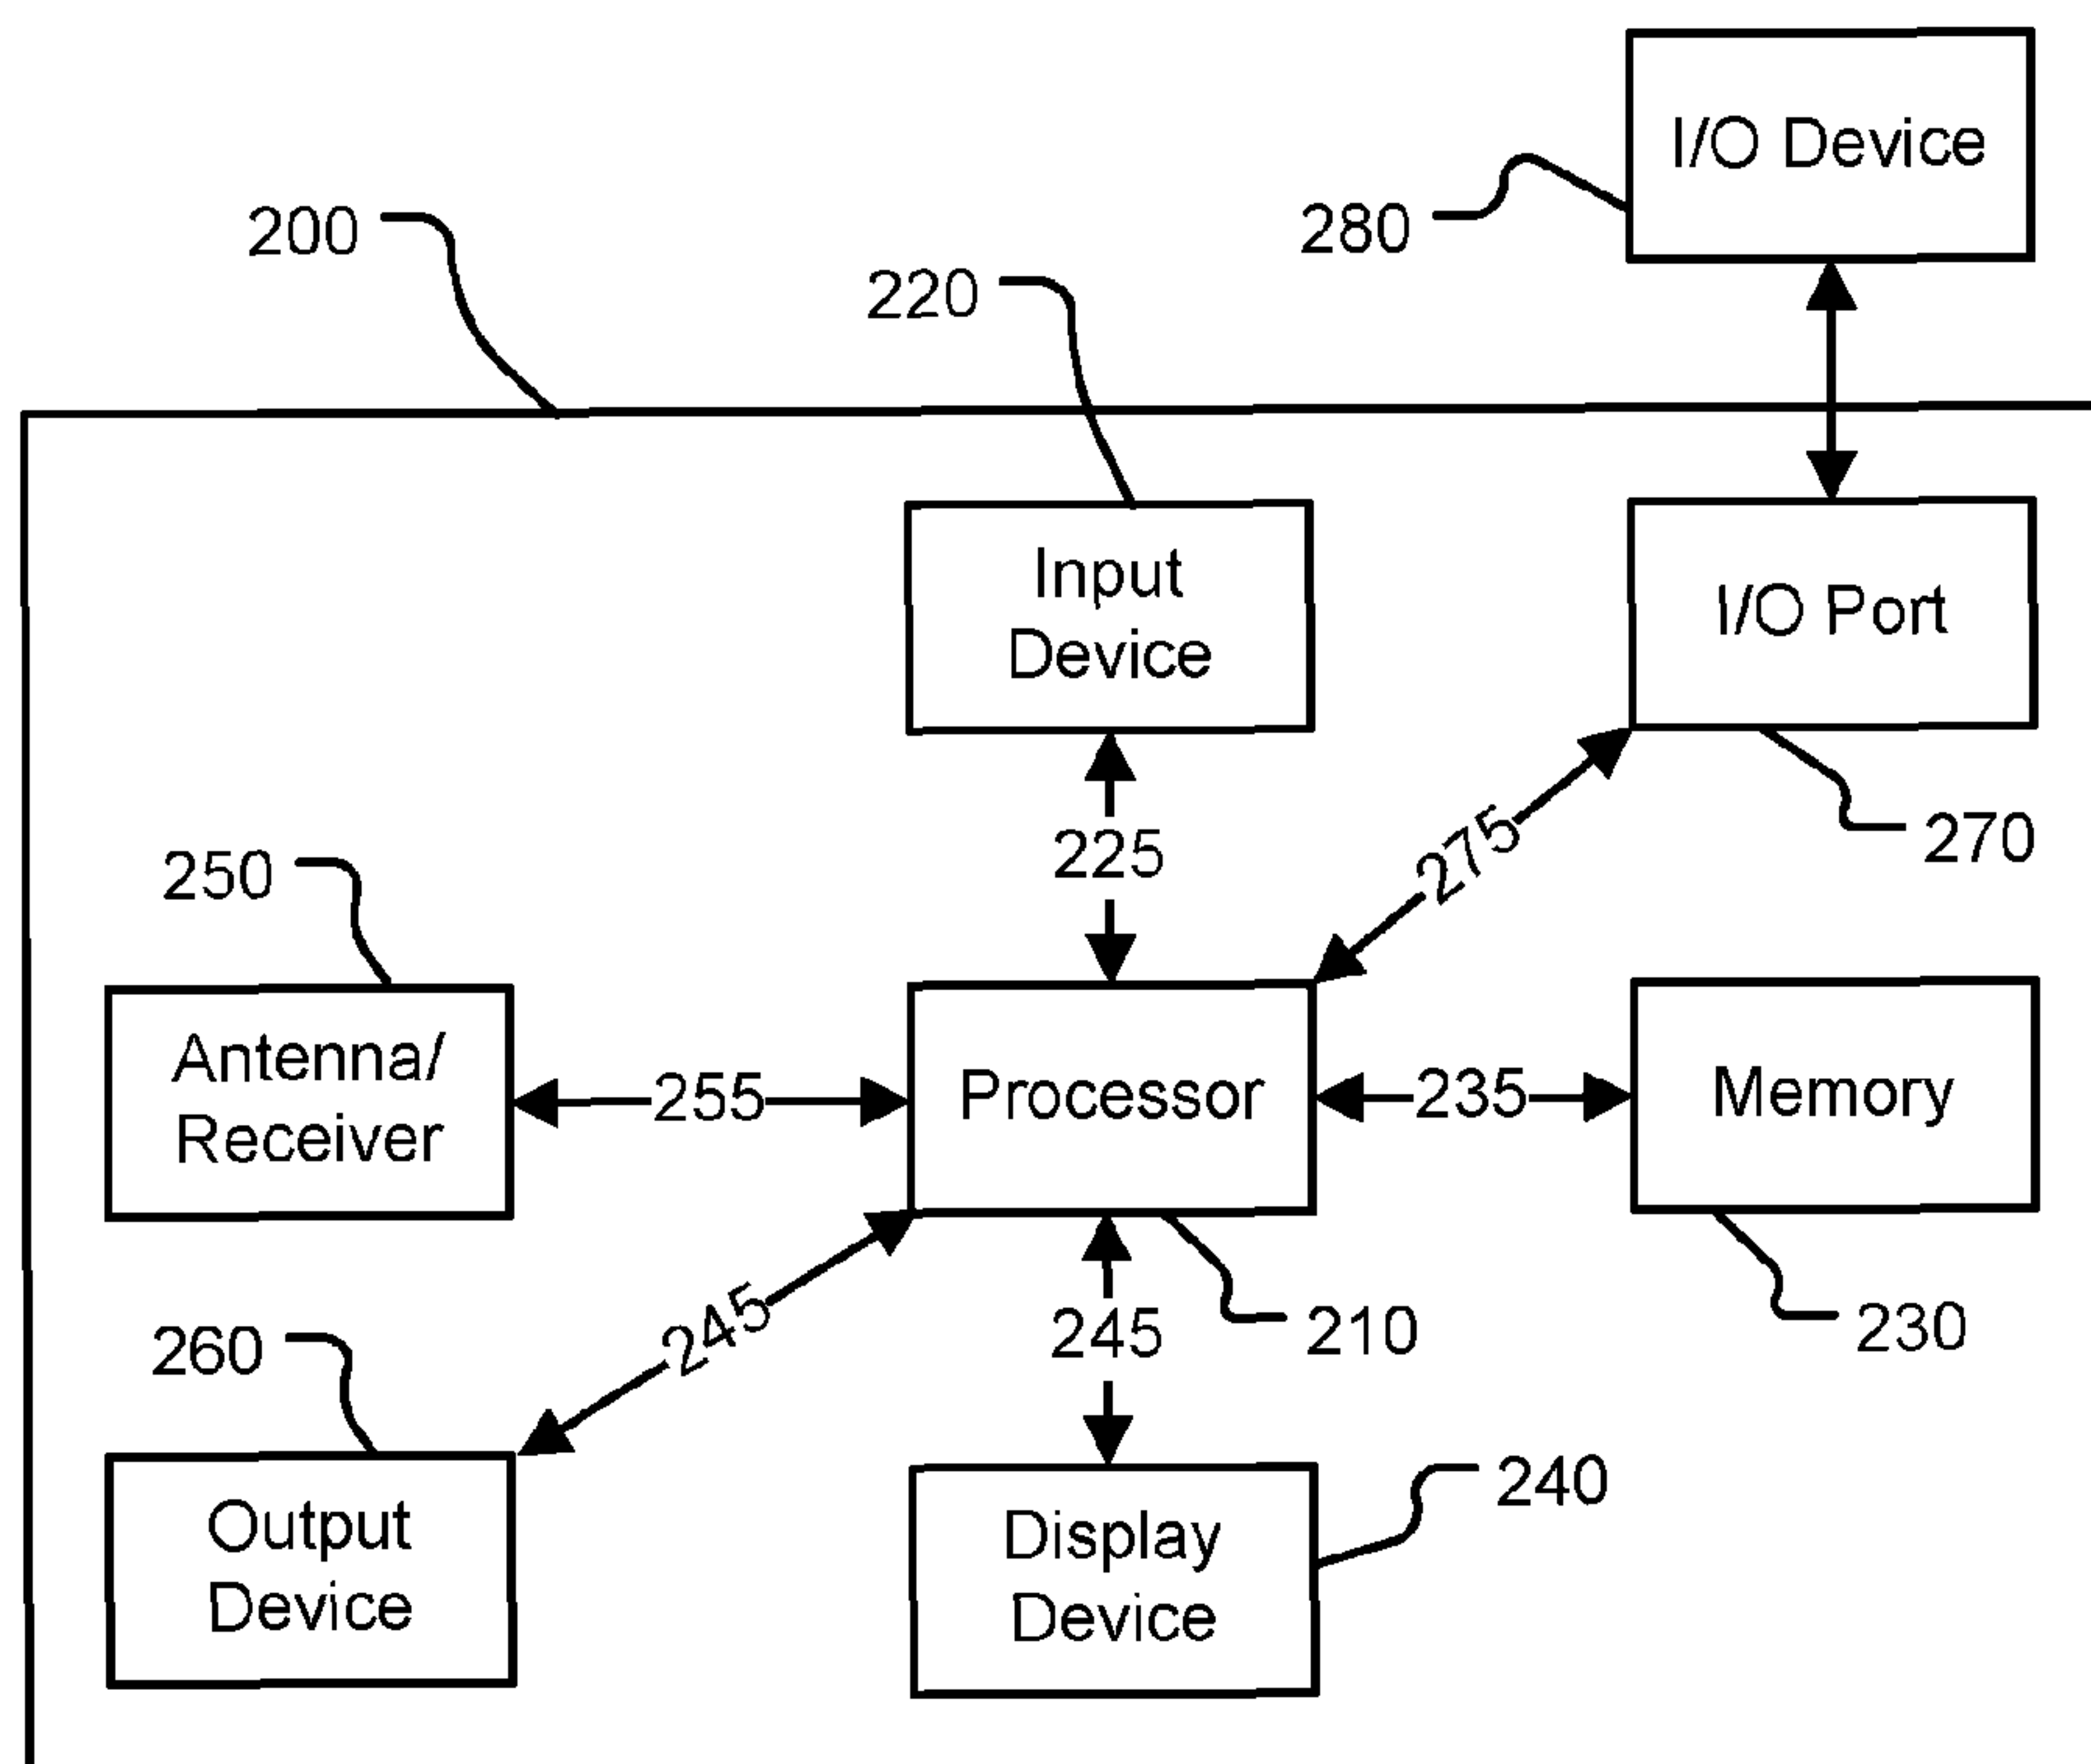 I/O Device
280
200
220
Input
Device
I/O Port
225
275
270
250
Antenna/
Receiver
255
Processor
235
Memory
260
245
245
210
230
Output
Device
Display
Device
240